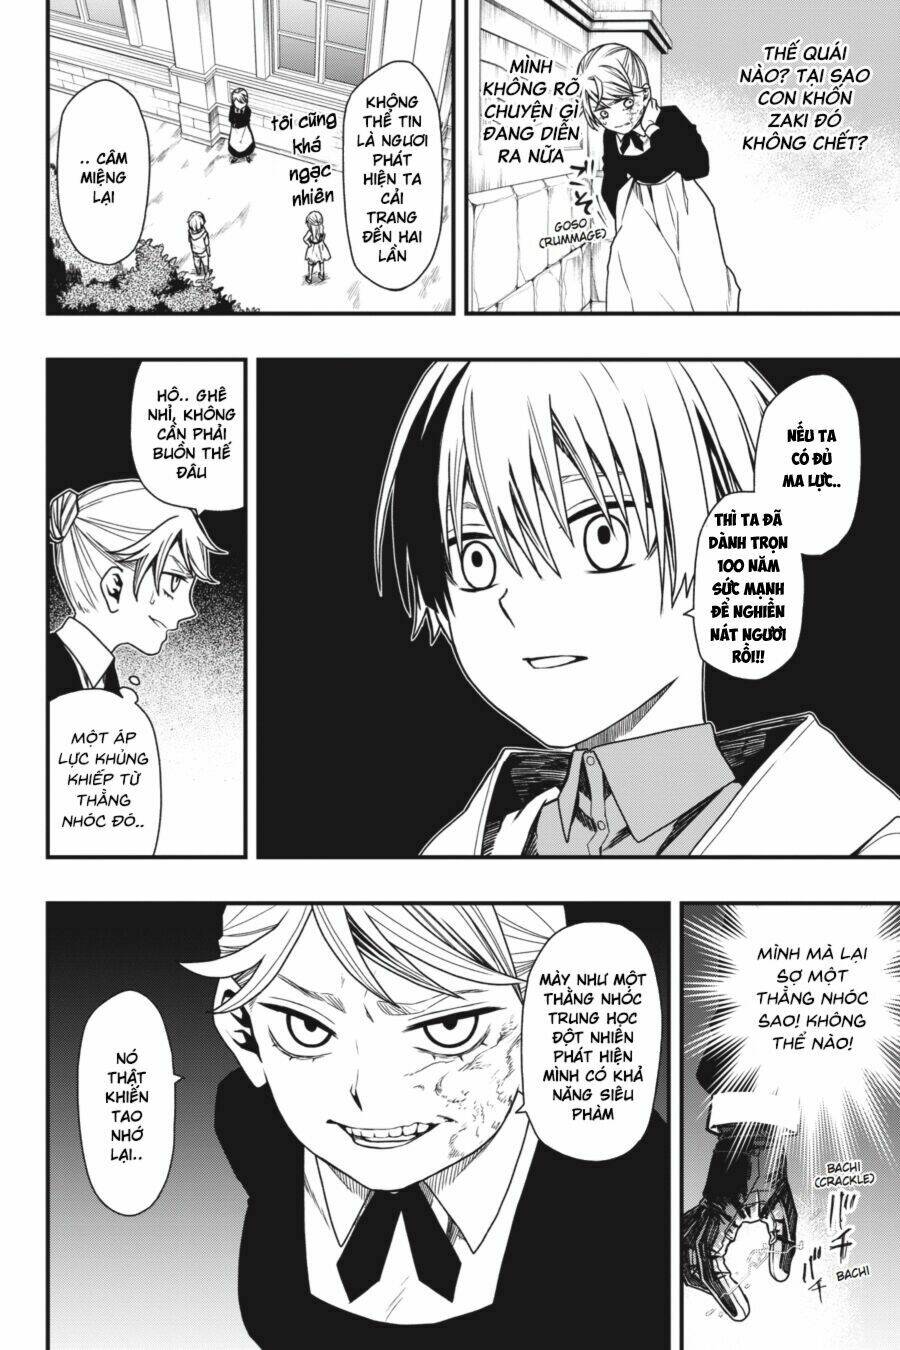 THẾ QUÁI
NÀO? TẠI SAO
CON KHỐN
ZAKI ĐÓ
KHÔNG CHẾT?
MÌNH
KHÔNG RÕ
CHUYỆN GÌ
ĐANG DIỄN
RA NỮA
GOSO
(RUMMAGE)
KHÔNG
THỂ TIN
LÀ NGƯƠI
PHÁT
HIỆN TA
CẢI
TRANG
ĐẾN HAI
LẦN
tôi cũng
khá
ngạc
nhiên
.. CÂM
MIỆNG LẠI
NẾU TA
CÓ ĐỦ
MA LỰC..
THÌ TA ĐÃ
DÀNH TRỌN
100 NĂM
SỨC MẠNH
ĐỂ NGHIỀN
NÁT NGƯƠI
RỒI!!
HÔ.. GHÊ
NHỈ, KHÔNG
CẦN PHẢI
BUỒN THẾ
ĐÂU
MỘT ÁP
LỰC KHỦNG
KHIẾP TỪ
THẰNG
NHÓC ĐÓ..
MÌNH MÀ LẠI
SỢ MỘT
THẰNG NHÓC
SAO! KHÔNG
THỂ NÀO!
BACHI
(CRACKLE)
バチ
バチ
BACHI
MÀY NHƯ MỘT
THẰNG NHÓC
TRUNG HỌC
ĐỘT NHIÊN
PHÁT HIỆN
MÌNH CÓ KHẢ
NĂNG SIÊU
PHÀM
NÓ
THẬT
KHIẾN
TAO
NHỚ
LẠI..